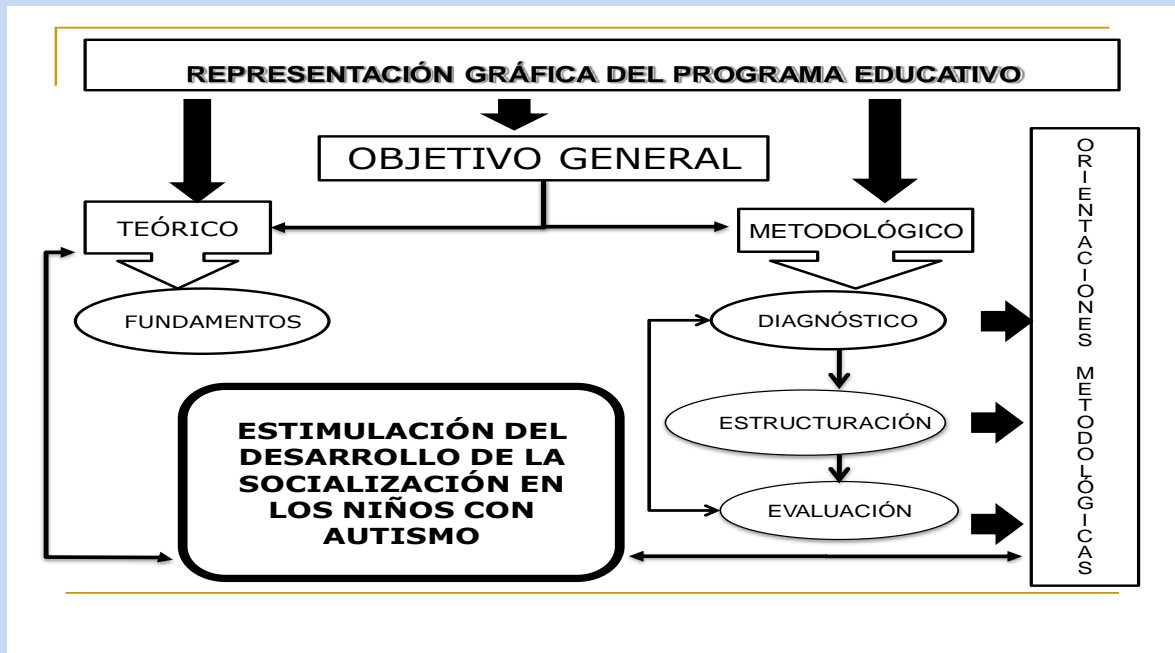 REPRESENTACIÓN GRÁFICA DEL PROGRAMA EDUCATIVO
OBJETIVO GENERAL
TEÓRICO
METODOLÓGICO
FUNDAMENTOS
DIAGNÓSTICO
ESTRUCTURACIÓN
EVALUACIÓN
ESTIMULACIÓN DEL
DESARROLLO DE LA
SOCIALIZACIÓN EN
LOS NIÑOS CON
AUTISMO
ORIENTACIONES METODOLÓGICAS